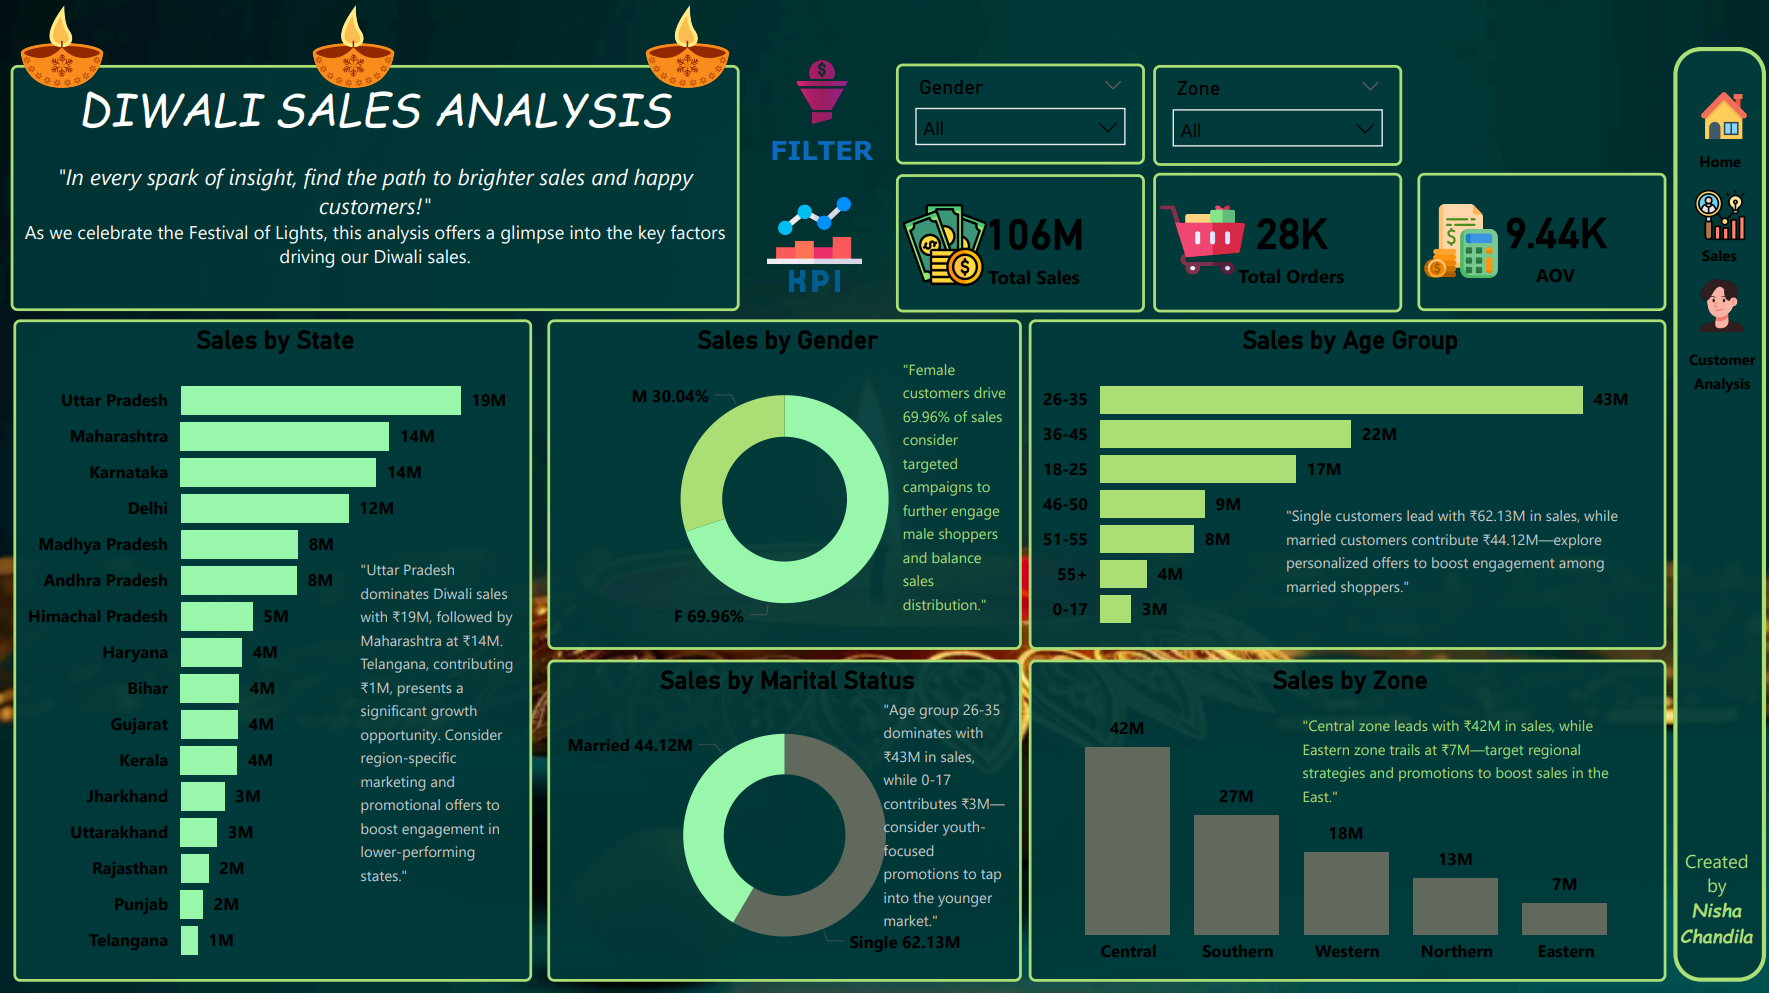 DIWALI SALES ANALYSIS
"In every spark of insight, find the path to brighter sales and happy
customers!"
As we celebrate the Festival of Lights, this analysis offers a glimpse into the key factors
driving our Diwali sales.
FILTER
KPI
Gender
All
Zone
All
106M
Total Sales
28K
Total Orders
9.44K
AOV
Home
Sales
Customer
Analysis
Created
by
Nisha
Chandila
Sales by State
Uttar Pradesh 19M
Maharashtra 14M
Karnataka 14M
Delhi 12M
Madhya Pradesh 8M
Andhra Pradesh 8M
Himachal Pradesh 5M
Haryana 4M
Bihar 4M
Gujarat 4M
Kerala 4M
Jharkhand 3M
Uttarakhand 3M
Rajasthan 2M
Punjab 2M
Telangana 1M
"Uttar Pradesh
dominates Diwali sales
with ₹19M, followed by
Maharashtra at ₹14M.
Telangana, contributing
₹1M, presents a
significant growth
opportunity. Consider
region-specific
marketing and
promotional offers to
boost engagement in
lower-performing
states."
Sales by Gender
M 30.04%
F 69.96%
"Female
customers drive
69.96% of sales
consider
targeted
campaigns to
further engage
male shoppers
and balance
sales
distribution."
Sales by Age Group
26-35 43M
36-45 22M
18-25 17M
46-50 9M
51-55 8M
55+ 4M
0-17 3M
"Single customers lead with ₹62.13M in sales, while
married customers contribute ₹44.12M—explore
personalized offers to boost engagement among
married shoppers."
Sales by Marital Status
Married 44.12M
Single 62.13M
"Age group 26-35
dominates with
₹43M in sales,
while 0-17
contributes ₹3M—
consider youth-
focused
promotions to tap
into the younger
market."
Sales by Zone
"Central zone leads with ₹42M in sales, while
Eastern zone trails at ₹7M—target regional
strategies and promotions to boost sales in the
East."
42M
27M
18M
13M
7M
Central Southern Western Northern Eastern